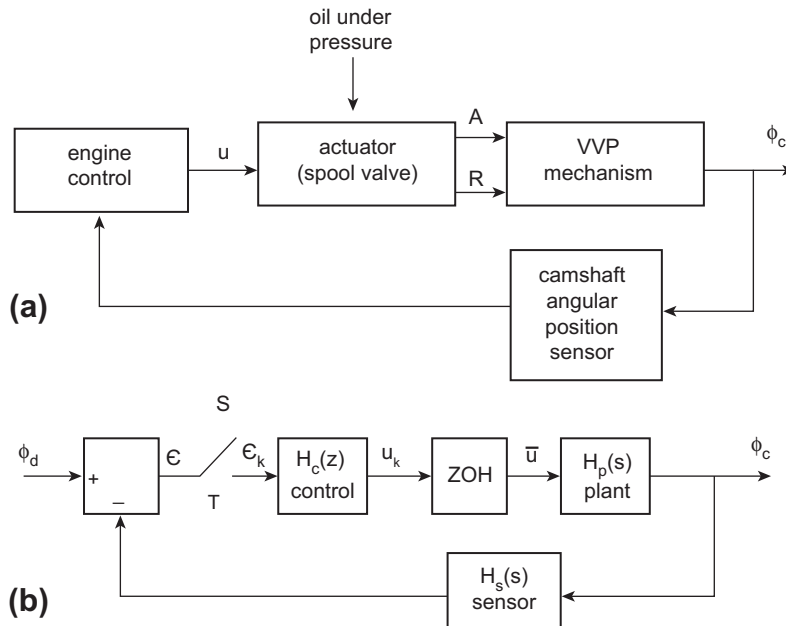 oil under
pressure
engine
control
u
actuator
(spool valve)
A
R
VVP
mechanism
ϕc
camshaft
angular
position
sensor
(a)
ϕd
+
–
Є
S
T
Єk
Hc(z)
control
uk
ZOH
u̅
Hp(s)
plant
ϕc
Hs(s)
sensor
(b)